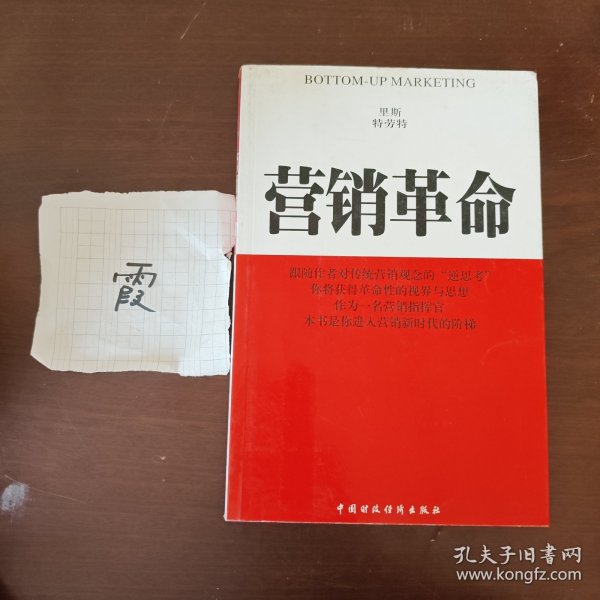 BOTTOM-UP MARKETING
里斯
特劳特
营销革命
跟随作者对传统营销观念的“逆思考”
你将获得革命性的视界与思想
作为一名营销指挥官
本书是你进入营销新时代的阶梯
中国财政经济出版社
霞
孔夫子旧书网
www.kongfz.com